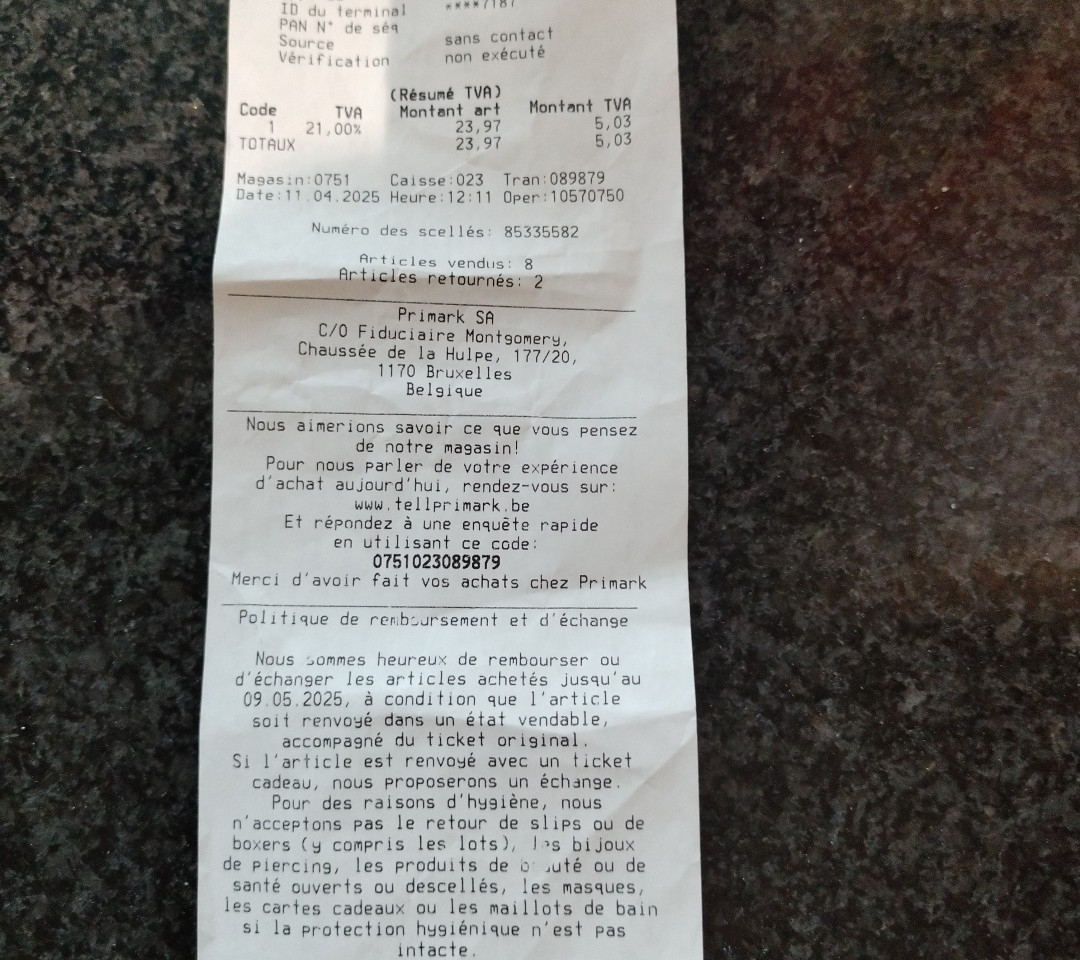 ID du terminal ****7187
PAN N° de séq
Source sans contact
Vérification non exécuté
(Résumé TVA)
Code TVA Montant art Montant TVA
1 21,00% 23,97 5,03
TOTAUX 23,97 5,03
Magasin:0751 Caisse:023 Tran:089879
Date:11.04.2025 Heure:12:11 Oper:10570750
Numéro des scellés: 85335582
Articles vendus: 8
Articles retournés: 2
Primark SA
C/O Fiduciaire Montgomery,
Chaussée de la Hulpe, 177/20,
1170 Bruxelles
Belgique
Nous aimerions savoir ce que vous pensez
de notre magasin!
Pour nous parler de votre expérience
d'achat aujourd'hui, rendez-vous sur:
www.tellprimark.be
Et répondez à une enquête rapide
en utilisant ce code:
0751023089879
Merci d'avoir fait vos achats chez Primark
Politique de remboursement et d'échange
Nous sommes heureux de rembourser ou
d'échanger les articles achetés jusqu'au
09.05.2025, à condition que l'article
soit renvoyé dans un état vendable,
accompagné du ticket original.
Si l'article est renvoyé avec un ticket
cadeau, nous proposerons un échange.
Pour des raisons d'hygiène, nous
n'acceptons pas le retour de slips ou de
boxers (y compris les lots), les bijoux
de piercing, les produits de beauté ou de
santé ouverts ou descellés, les masques,
les cartes cadeaux ou les maillots de bain
si la protection hygiénique n'est pas
intacte.